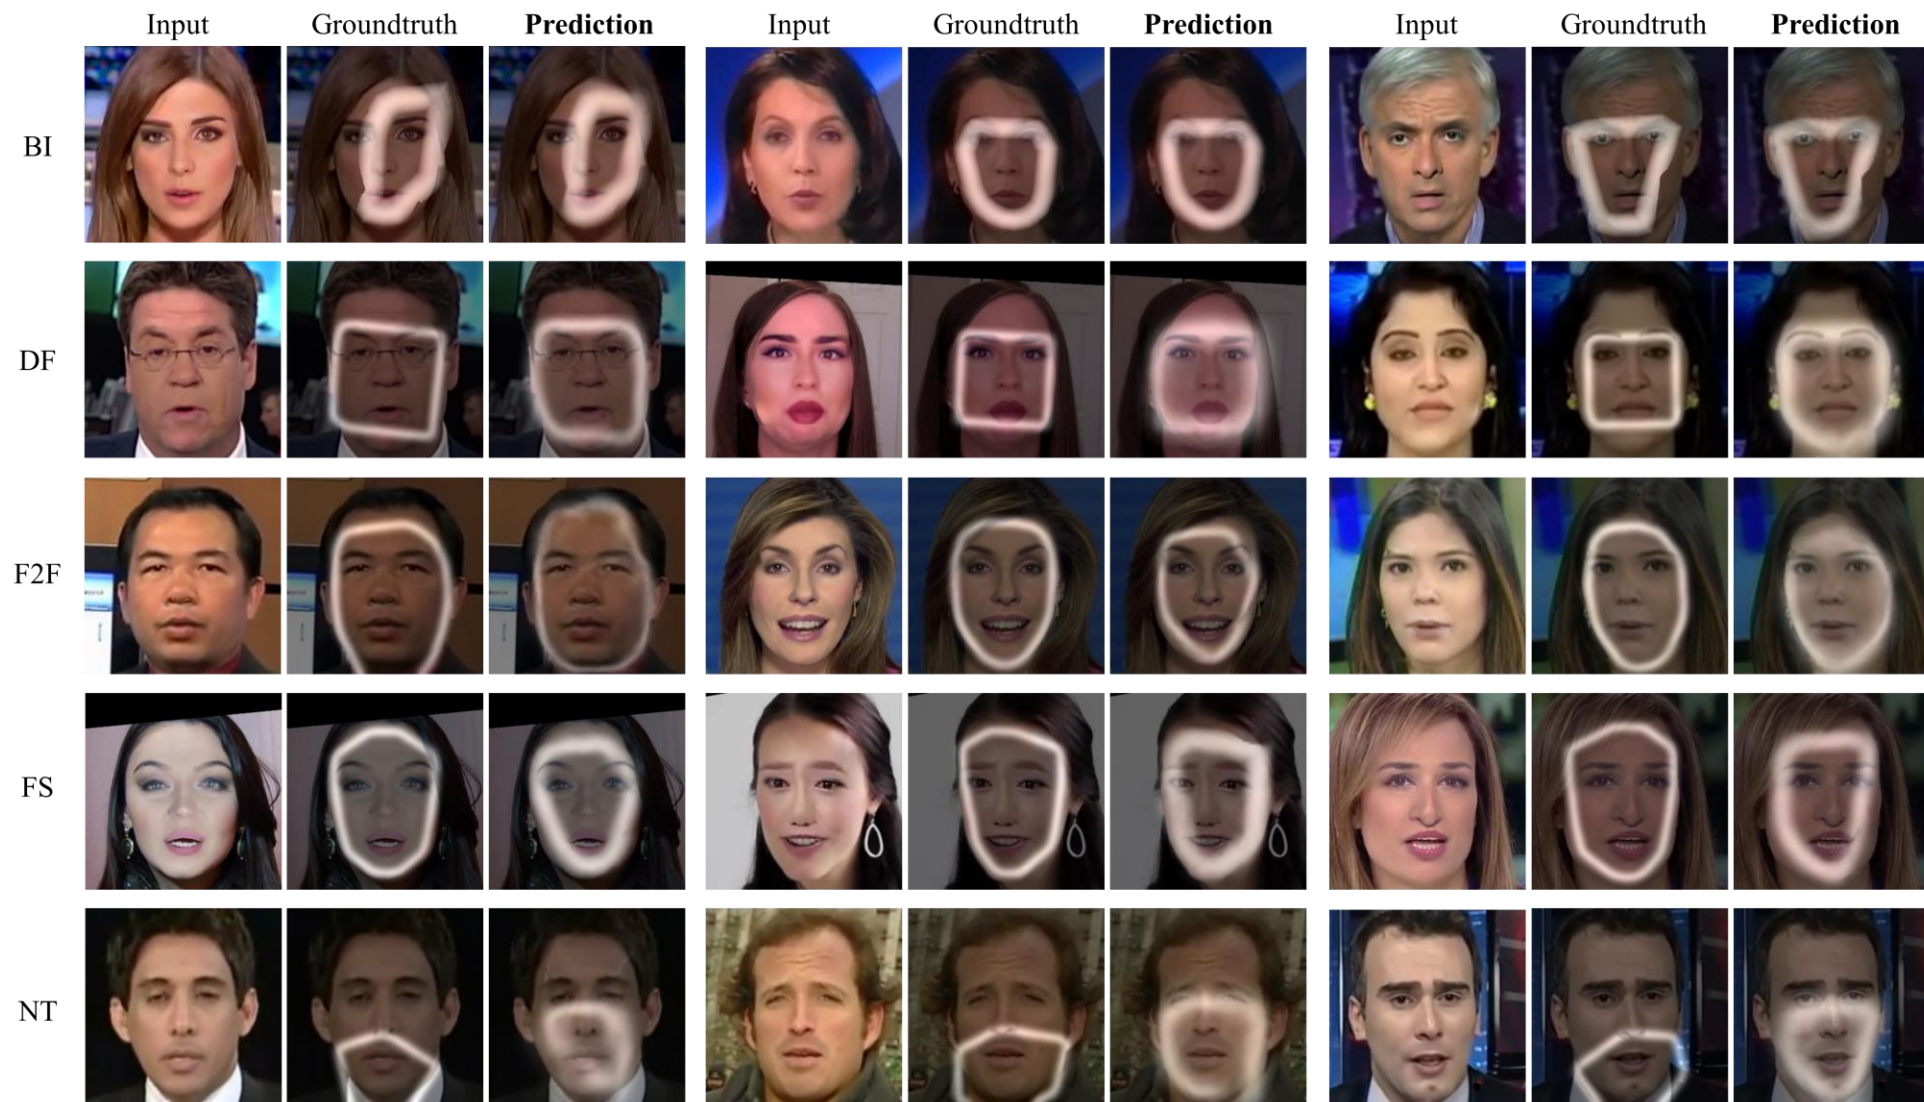 Input Groundtruth Prediction Input Groundtruth Prediction Input Groundtruth Prediction
BI
DF
F2F
FS
NT